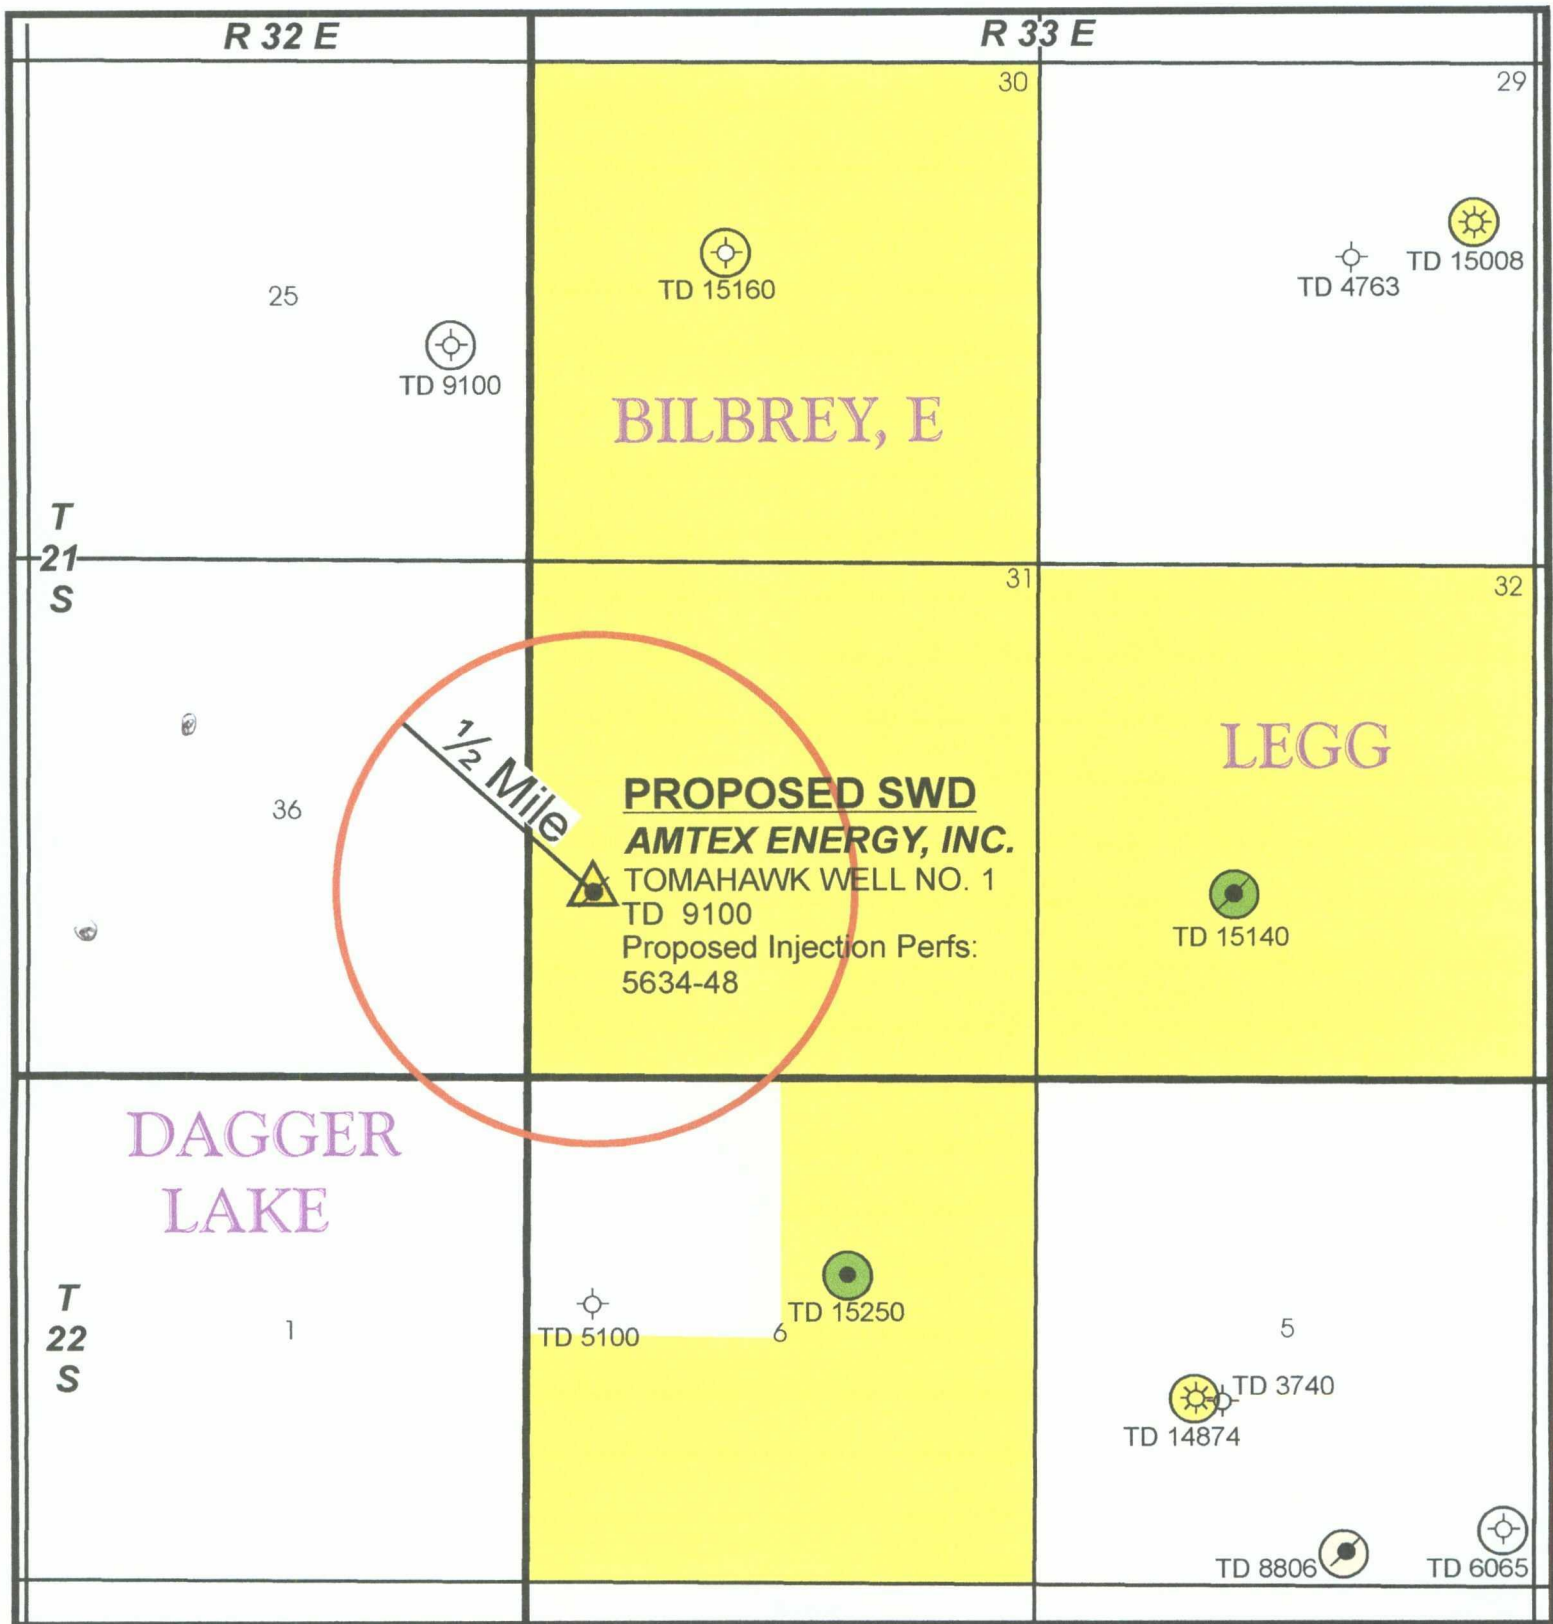 R 32 E
R 33 E
30
29
25
TD 9100
TD 15160
TD 4763
TD 15008
BILBREY, E
T
21
S
31
32
36
½ Mile
PROPOSED SWD
AMTEX ENERGY, INC.
TOMAHAWK WELL NO. 1
TD 9100
Proposed Injection Perfs:
5634-48
LEGG
TD 15140
DAGGER
LAKE
T
22
S
1
TD 5100
6
TD 15250
5
TD 3740
TD 14874
TD 8806
TD 6065